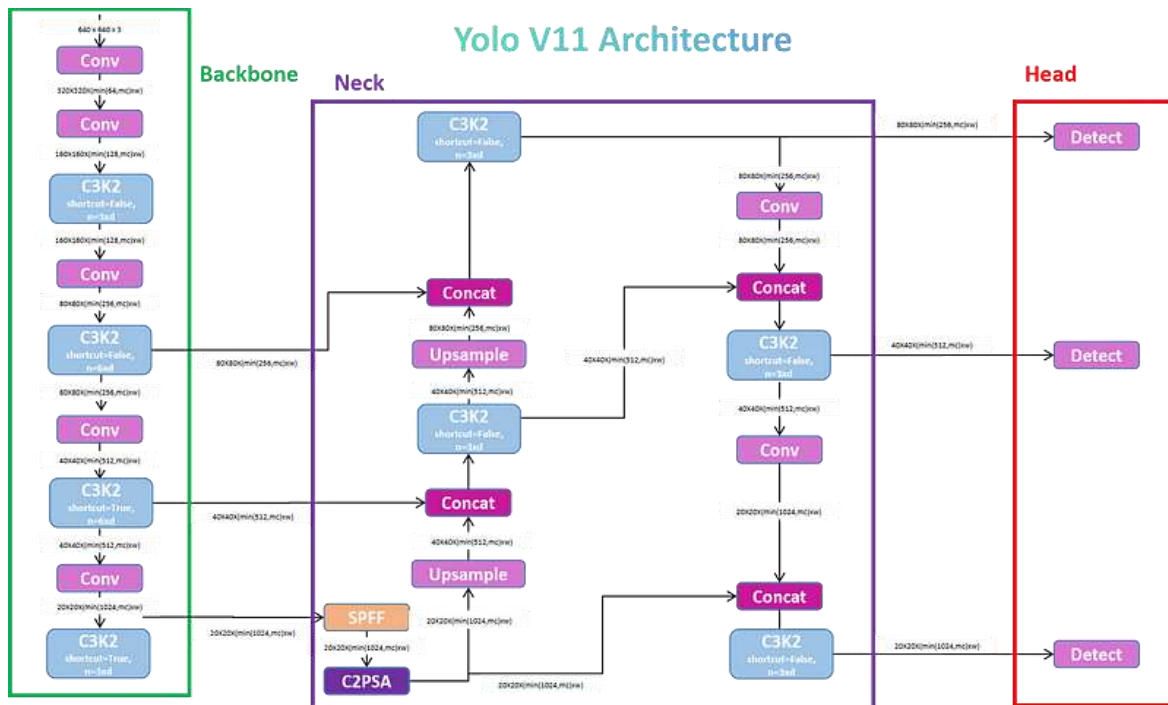 Yolo V11 Architecture
Backbone
640 x 640 x 3
Conv
320X320X(min(64,mc)xw)
Conv
160X160X(min(128,mc)xw)
C3K2
shortcut=False,
n=3xd
160X160X(min(128,mc)xw)
Conv
80X80X(min(256,mc)xw)
C3K2
shortcut=False,
n=6xd
80X80X(min(256,mc)xw)
Conv
40X40X(min(512,mc)xw)
C3K2
shortcut=True,
n=6xd
40X40X(min(512,mc)xw)
Conv
20X20X(min(1024,mc)xw)
C3K2
shortcut=True,
n=3xd
80X80X(min(256,mc)xw)
40X40X(min(512,mc)xw)
20X20X(min(1024,mc)xw)
Neck
C3K2
shortcut=False,
n=3xd
Concat
80X80X(min(256,mc)xw)
Upsample
40X40X(min(512,mc)xw)
C3K2
shortcut=False,
n=3xd
Concat
40X40X(min(512,mc)xw)
Upsample
20X20X(min(1024,mc)xw)
SPFF
20X20X(min(1024,mc)xw)
C2PSA
20X20X(min(1024,mc)xw)
40X40X(min(512,mc)xw)
80X80X(min(256,mc)xw)
Conv
80X80X(min(256,mc)xw)
Concat
C3K2
shortcut=False,
n=3xd
40X40X(min(512,mc)xw)
Conv
20X20X(min(1024,mc)xw)
Concat
C3K2
shortcut=False,
n=3xd
80X80X(min(256,mc)xw)
40X40X(min(512,mc)xw)
20X20X(min(1024,mc)xw)
Head
Detect
Detect
Detect